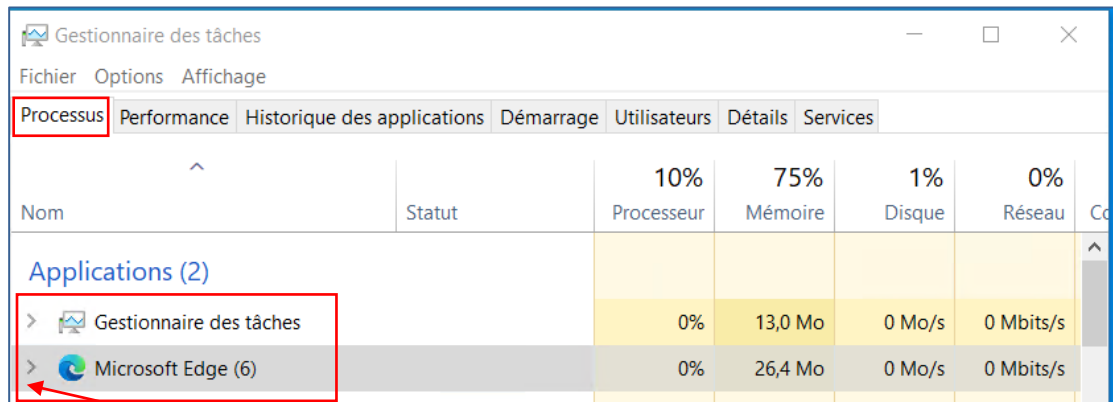 Gestionnaire des tâches
Fichier Options Affichage
Processus Performance Historique des applications Démarrage Utilisateurs Détails Services
10% 75% 1% 0%
Nom Statut Processeur Mémoire Disque Réseau
Applications (2)
Gestionnaire des tâches 0% 13,0 Mo 0 Mo/s 0 Mbits/s
Microsoft Edge (6) 0% 26,4 Mo 0 Mo/s 0 Mbits/s